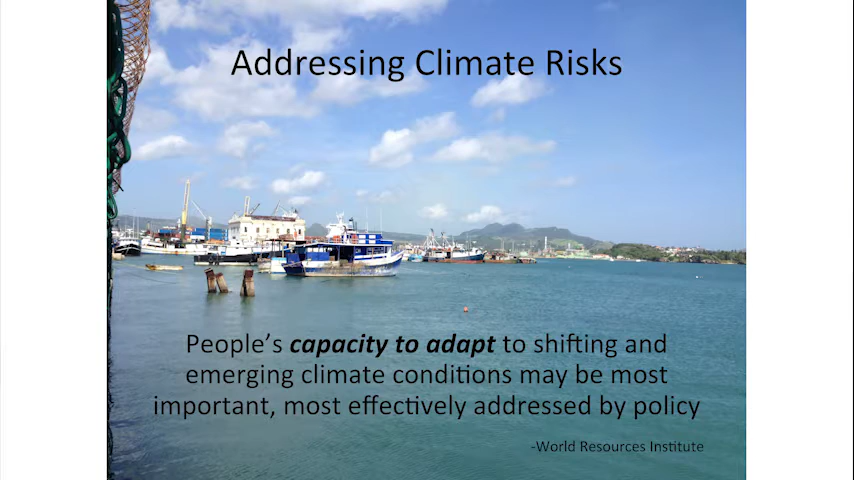 Addressing Climate Risks
People’s capacity to adapt to shifting and
emerging climate conditions may be most
important, most effectively addressed by policy
-World Resources Institute